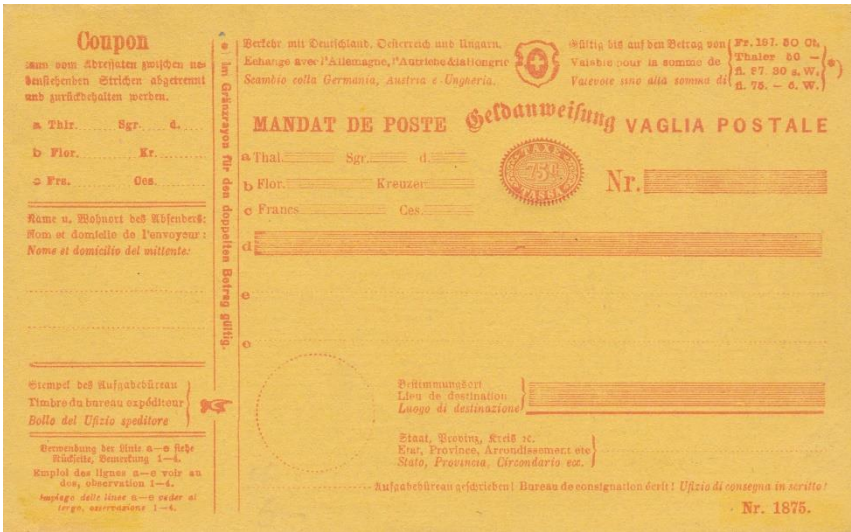 Coupon
kann vom Adressaten zwischen ne-
benstehenden Strichen abgetrennt
und zurückbehalten werden.
a Thlr. Sgr. d.
b Flor. Kr.
c Frs. Ces.
Name u. Wohnort des Absenders:
Nom et domicile de l'envoyeur:
Nome et domicilio del mittente:
Stempel des Aufgabebüreau
Timbre du bureau expéditeur
Bollo del Ufizio speditore
Verwendung der Linie a—e siehe
Rückseite, Bemerkung 1—4.
Emploi des lignes a—e voir au
dos, observation 1—4.
Impiego delle linee a—e veder al
tergo, osservazione 1—4.
*) Im Gränzrayon für den doppelten Betrag gültig.
Verkehr mit Deutschland, Oesterreich und Ungarn.
Echange avec l'Allemagne, l'Autriche & la Hongrie
Scambio colla Germania, Austria e Ungheria.
Gültig bis auf den Betrag von
Valable pour la somme de
Valevole sino alla somma di
Fr. 187. 50 Ct.
Thaler 50 —
fl. 87. 30 s. W.
fl. 75. — ö. W.
*)
MANDAT DE POSTE Geldanweisung VAGLIA POSTALE
a Thal. Sgr. d.
b Flor. Kreuzer
c Francs Ces.
TAXE
75
TASSA
Nr.
d
e
e
Bestimmungsort
Lieu de destination
Luogo di destinazione
Staat, Provinz, Kreis ꝛc.
Etat, Province, Arrondissement etc
Stato, Provincia, Circondario ecc.
Aufgabebüreau geschrieben! Bureau de consignation écrit! Ufizio di consegna in scritto!
Nr. 1875.